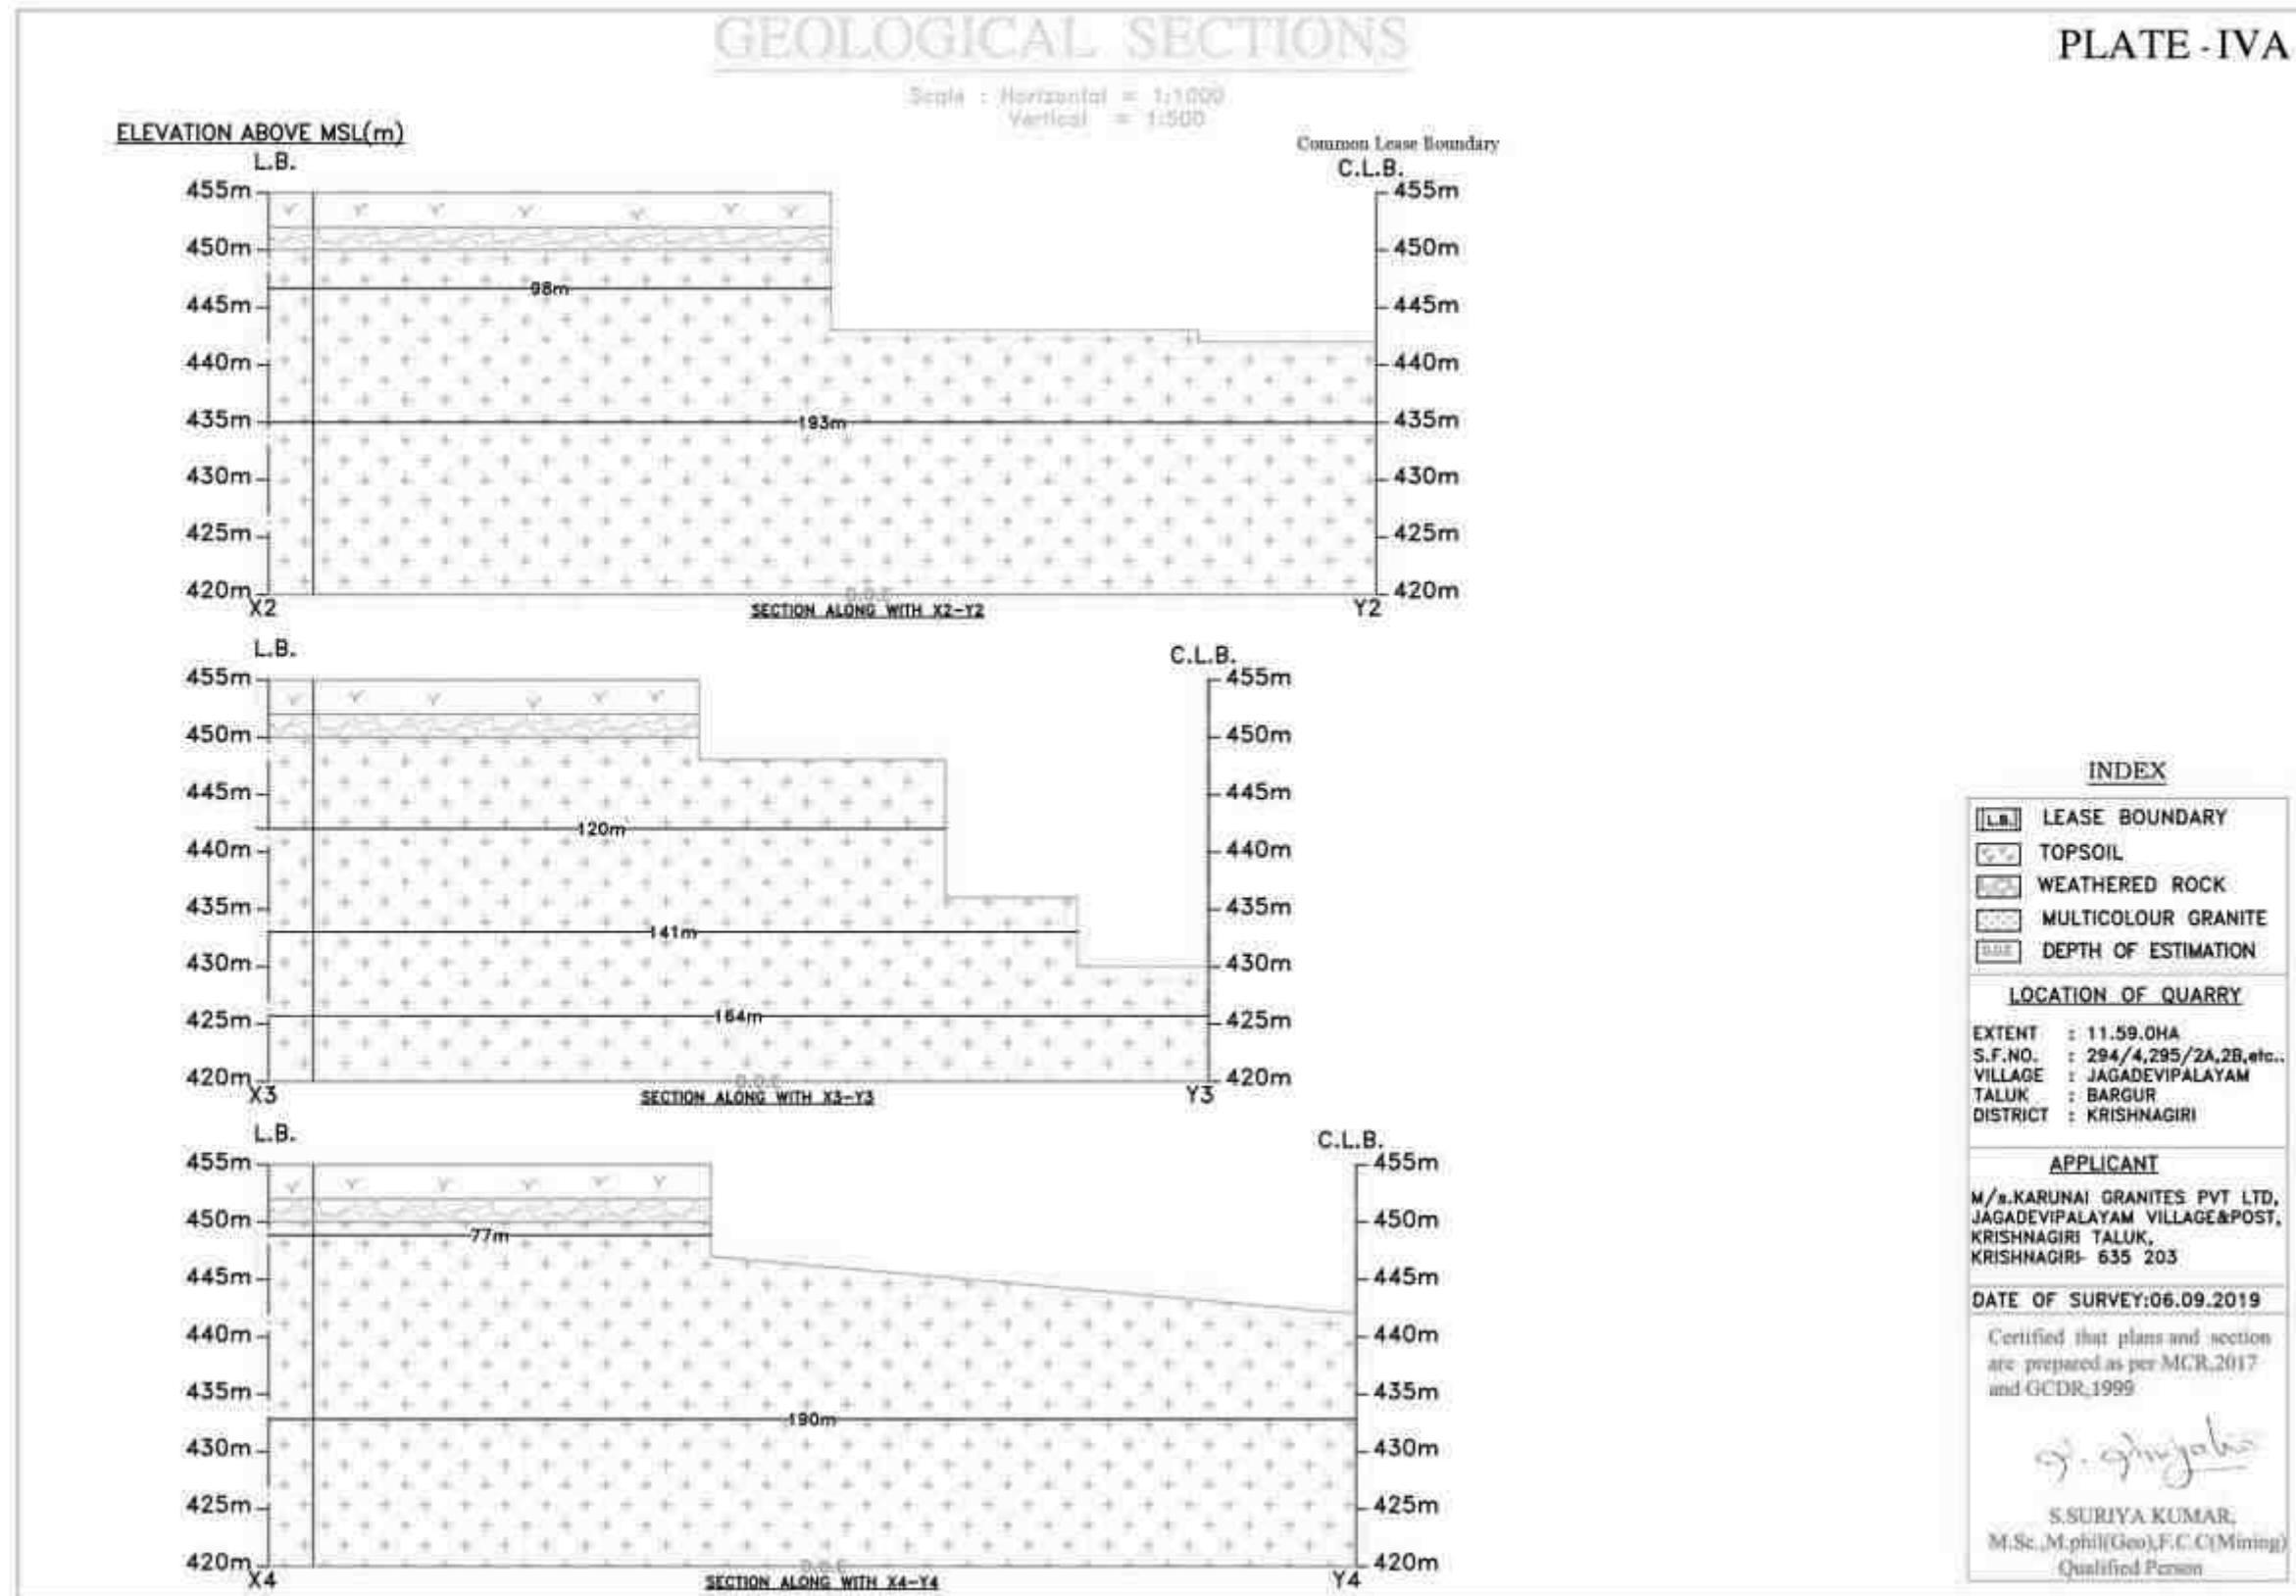 GEOLOGICAL SECTIONS
PLATE - IVA
Scale : Horizontal = 1:1000
Vertical = 1:500
ELEVATION ABOVE MSL(m)
Common Lease Boundary
L.B.
C.L.B.
455m
455m
450m
450m
98m
445m
445m
440m
440m
435m
193m
435m
430m
430m
425m
425m
420m
D.O.E
420m
X2
SECTION ALONG WITH X2-Y2
Y2
L.B.
C.L.B.
455m
455m
450m
450m
445m
445m
120m
440m
440m
435m
435m
141m
430m
430m
425m
164m
425m
420m
D.O.E
420m
X3
SECTION ALONG WITH X3-Y3
Y3
L.B.
C.L.B.
455m
455m
450m
450m
77m
445m
445m
440m
440m
435m
435m
190m
430m
430m
425m
425m
420m
D.O.E
420m
X4
SECTION ALONG WITH X4-Y4
Y4
INDEX
L.B. LEASE BOUNDARY
TOPSOIL
WEATHERED ROCK
MULTICOLOUR GRANITE
D.O.E DEPTH OF ESTIMATION
LOCATION OF QUARRY
EXTENT : 11.59.0HA
S.F.NO. : 294/4,295/2A,2B,etc..
VILLAGE : JAGADEVIPALAYAM
TALUK : BARGUR
DISTRICT : KRISHNAGIRI
APPLICANT
M/s.KARUNAI GRANITES PVT LTD,
JAGADEVIPALAYAM VILLAGE&POST,
KRISHNAGIRI TALUK,
KRISHNAGIRI- 635 203
DATE OF SURVEY:06.09.2019
Certified that plans and section
are prepared as per MCR,2017
and GCDR,1999
S.SURIYA KUMAR,
M.Sc.,M.phil(Geo),F.C.C(Mining)
Qualified Person